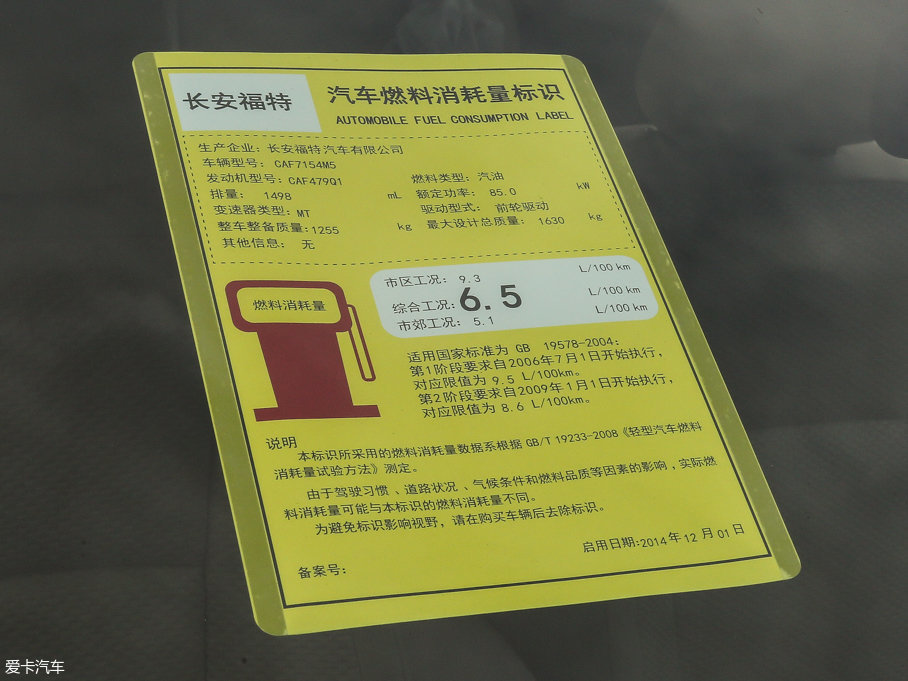 长安福特
汽车燃料消耗量标识
AUTOMOBILE FUEL CONSUMPTION LABEL
生产企业：长安福特汽车有限公司
车辆型号：CAF7154M5
发动机型号：CAF479Q1 燃料类型：汽油
排量：1498 mL 额定功率：85.0 kW
变速器类型：MT 驱动型式：前轮驱动
整车整备质量：1255 kg 最大设计总质量：1630 kg
其他信息：无
燃料消耗量
市区工况：9.3 L/100 km
综合工况：6.5 L/100 km
市郊工况：5.1 L/100 km
适用国家标准为 GB 19578-2004：
第1阶段要求自2006年7月1日开始执行，
对应限值为 9.5 L/100km。
第2阶段要求自2009年1月1日开始执行，
对应限值为 8.6 L/100km。
说明
本标识所采用的燃料消耗量数据系根据 GB/T 19233-2008《轻型汽车燃料
消耗量试验方法》测定。
由于驾驶习惯、道路状况、气候条件和燃料品质等因素的影响，实际燃
料消耗量可能与本标识的燃料消耗量不同。
为避免标识影响视野，请在购买车辆后去除标识。
启用日期：2014年12月01日
备案号：
爱卡汽车